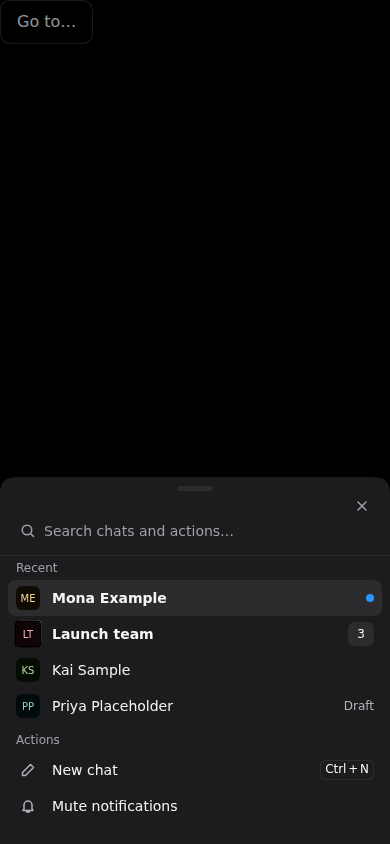 Go to…
Search chats and actions…
Recent
ME Mona Example
LT Launch team 3
KS Kai Sample
PP Priya Placeholder Draft
Actions
New chat Ctrl+N
Mute notifications